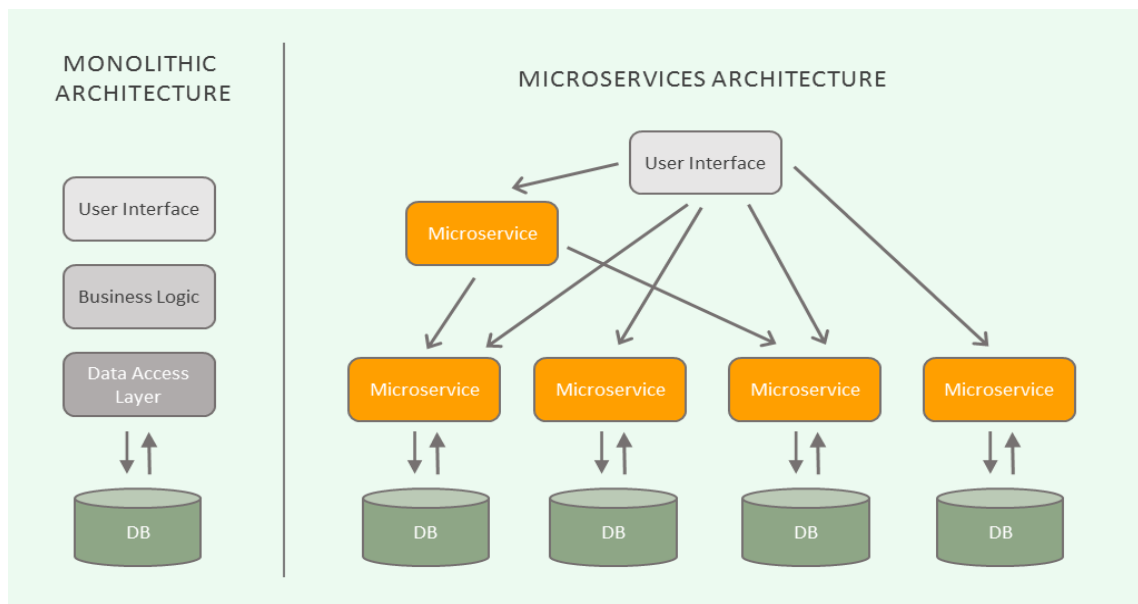 MONOLITHIC
ARCHITECTURE
User Interface
Business Logic
Data Access
Layer
DB
MICROSERVICES ARCHITECTURE
User Interface
Microservice
Microservice
Microservice
Microservice
Microservice
DB
DB
DB
DB